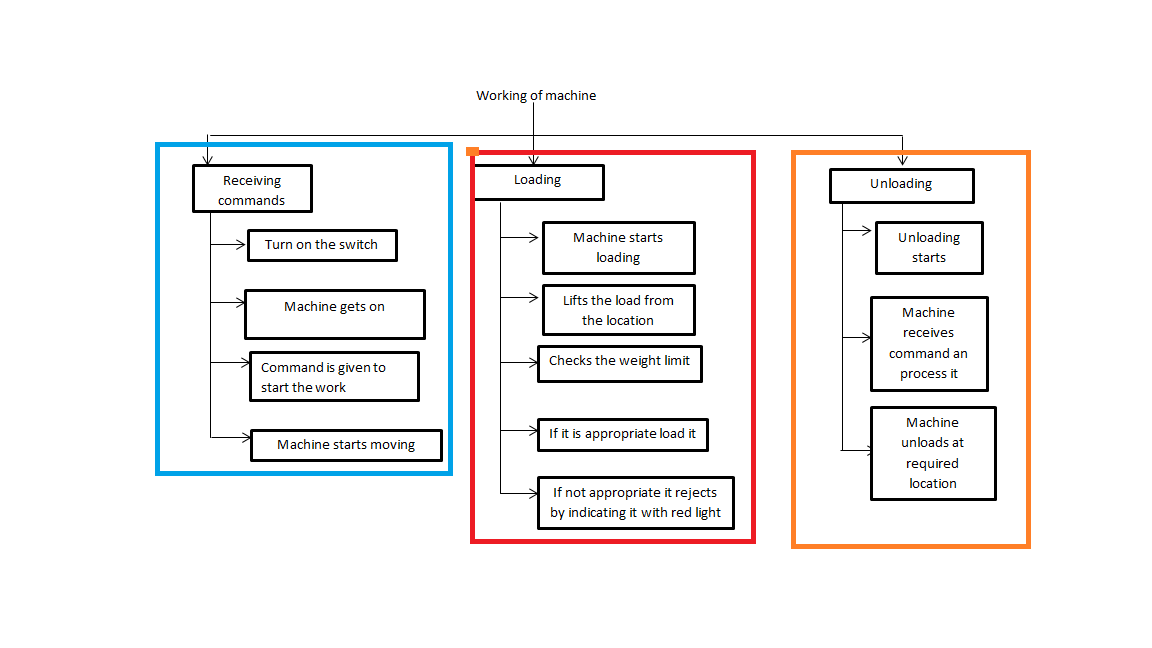 Working of machine
Receiving
commands
Turn on the switch
Machine gets on
Command is given to
start the work
Machine starts moving
Loading
Machine starts
loading
Lifts the load from
the location
Checks the weight limit
If it is appropriate load it
If not appropriate it rejects
by indicating it with red light
Unloading
Unloading
starts
Machine
receives
command an
process it
Machine
unloads at
required
location